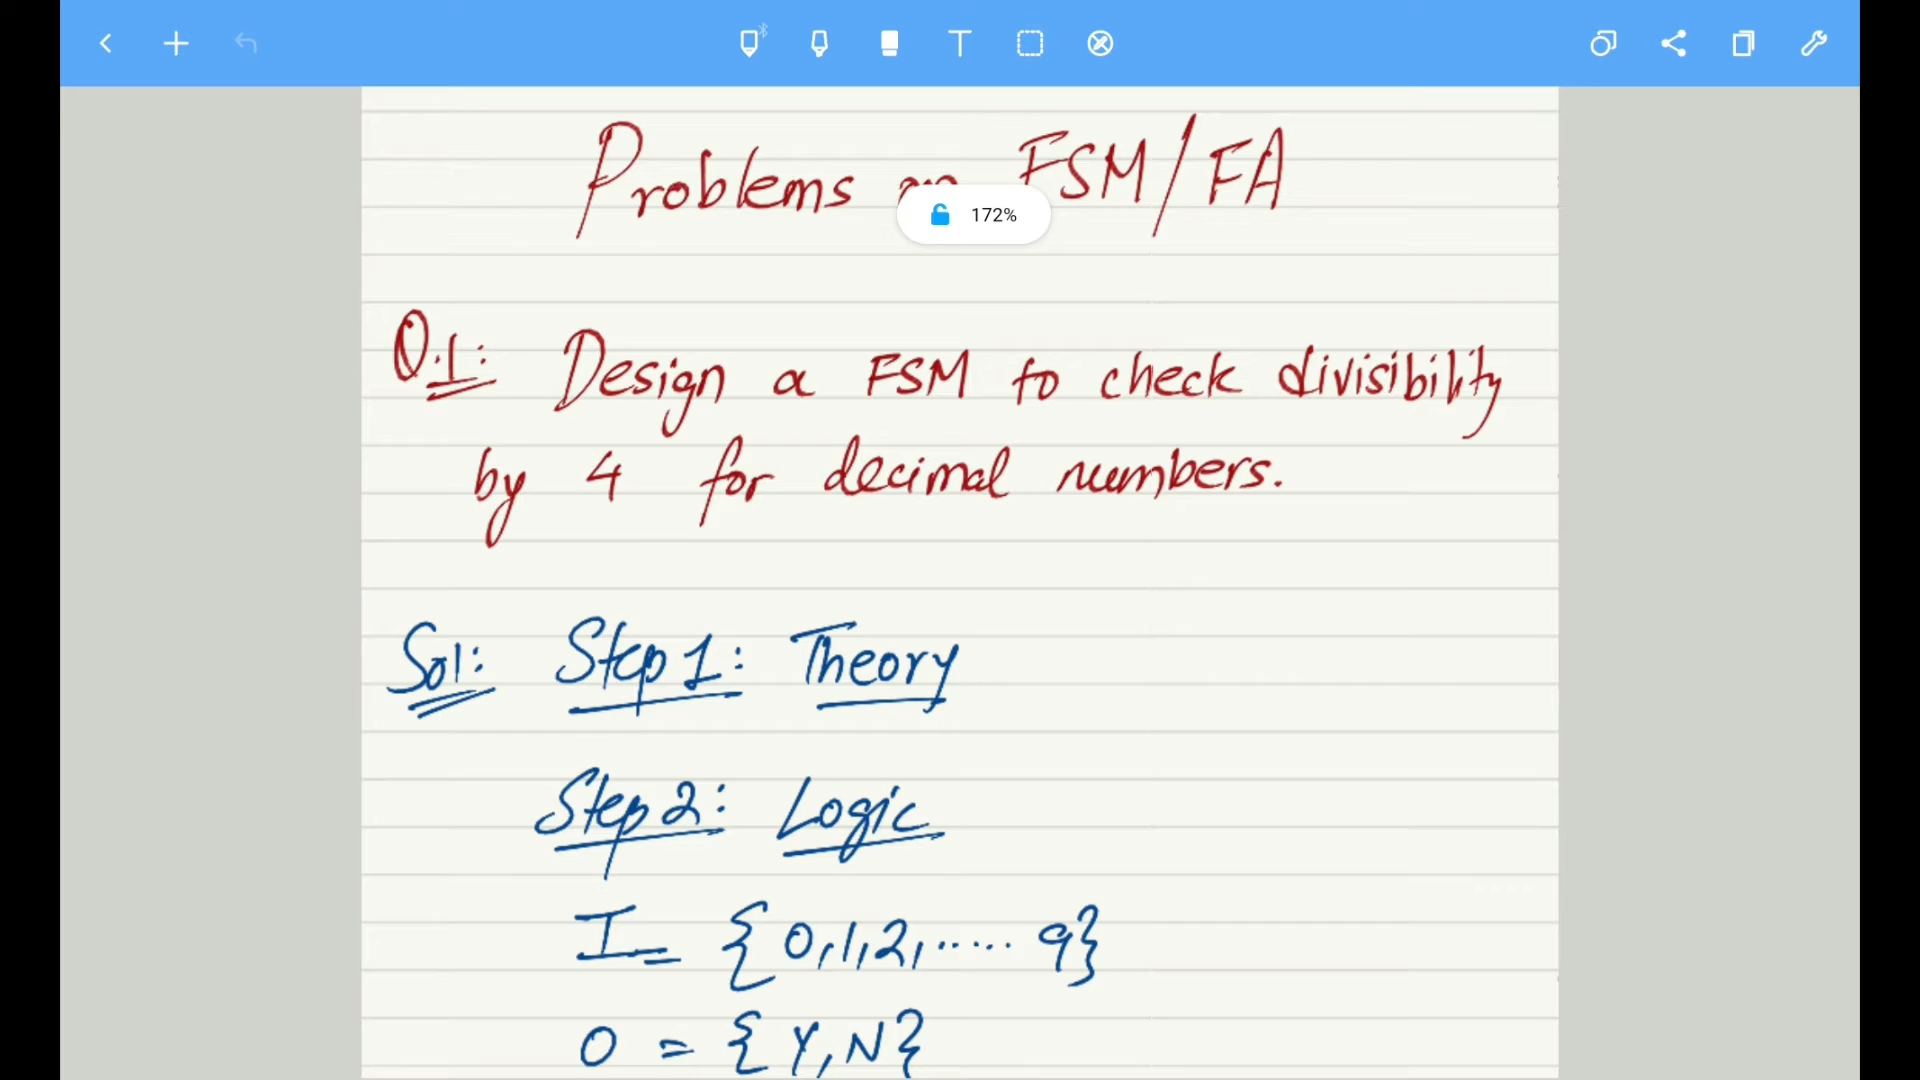 Problems on FSM/FA
172%
Q.1: Design a FSM to check divisibility
by 4 for decimal numbers.
Sol: Step 1: Theory
Step 2: Logic
I = {0,1,2,..... 9}
O = {Y,N}